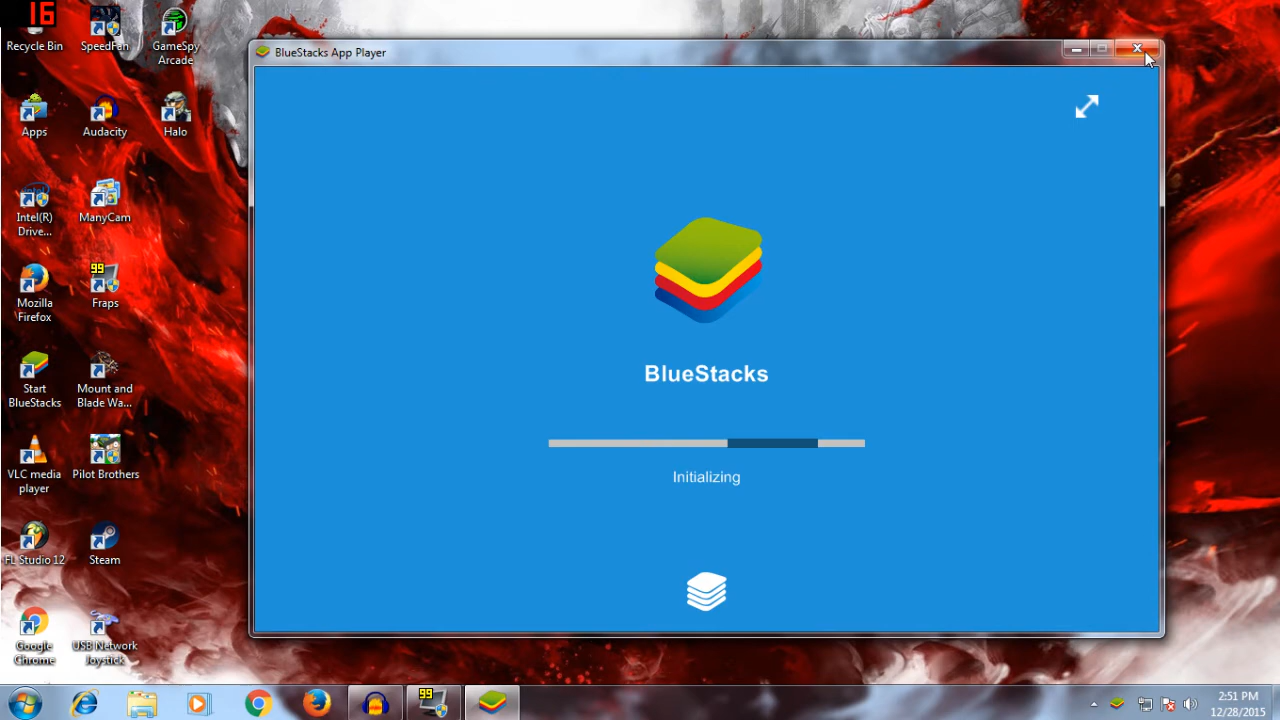 16
Recycle Bin
SpeedFan
GameSpy
Arcade
Apps
Audacity
Halo
Intel(R)
Drive...
ManyCam
Mozilla
Firefox
99
Fraps
Start
BlueStacks
Mount and
Blade Wa...
VLC media
player
Pilot Brothers
FL Studio 12
Steam
Google
Chrome
USB Network
Joystick
BlueStacks App Player
BlueStacks
Initializing
99
2:51 PM
12/28/2015